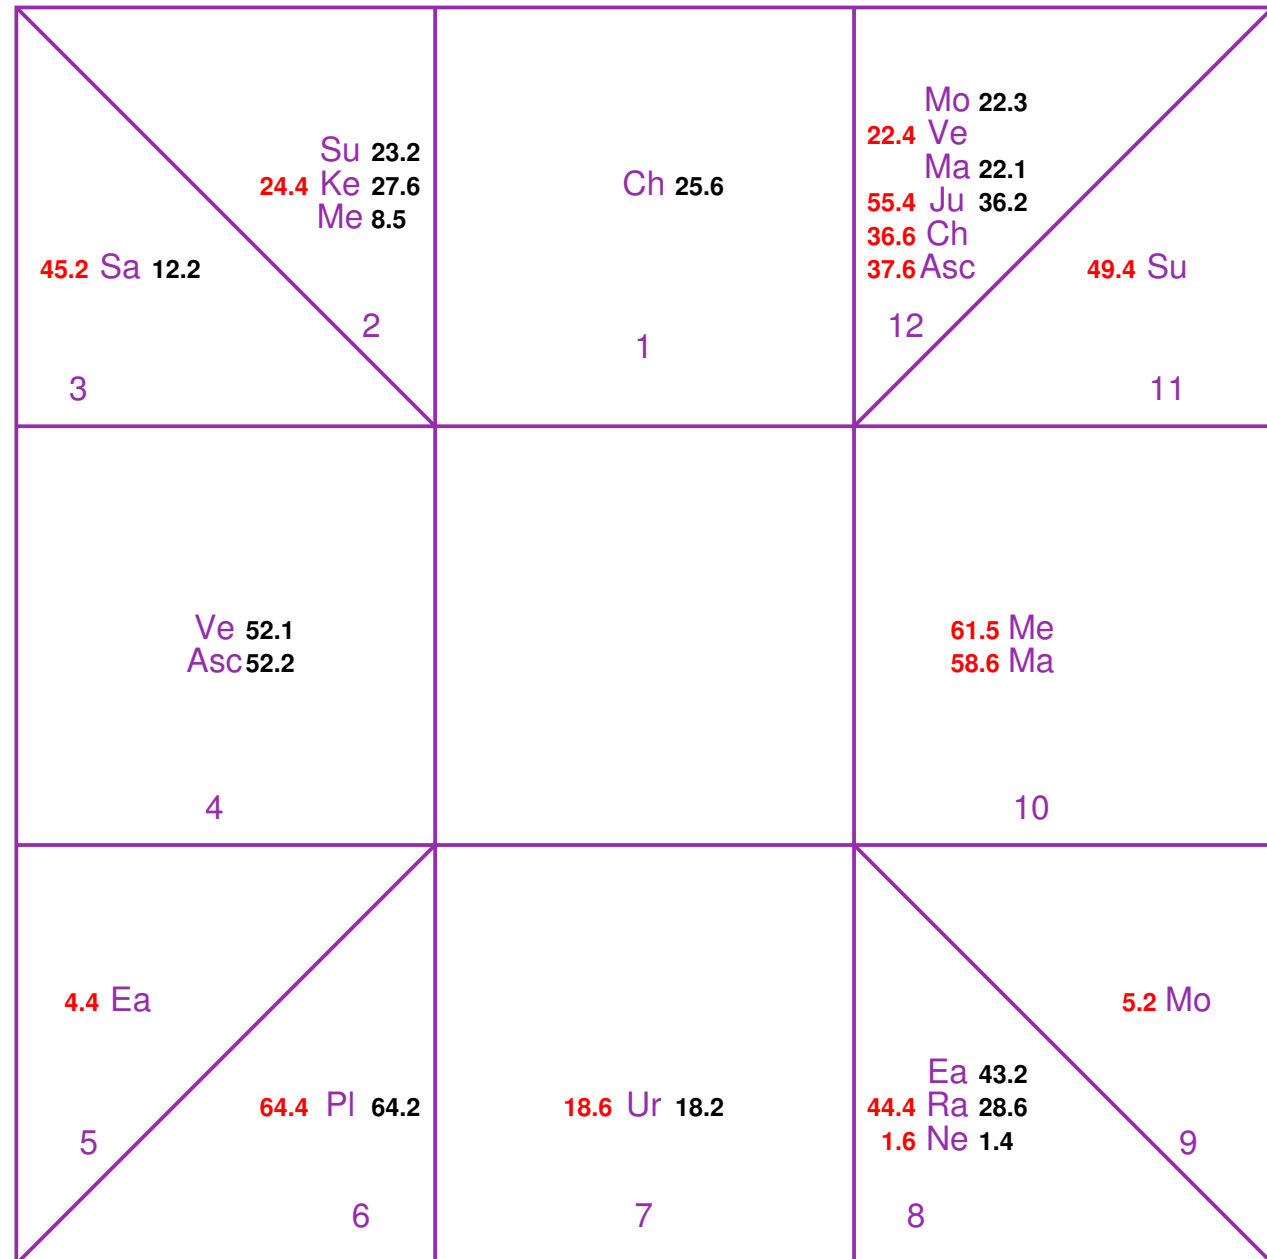 Su 23.2
24.4 Ke 27.6
Me 8.5
2
45.2 Sa 12.2
3
Ch 25.6
1
Mo 22.3
22.4 Ve
Ma 22.1
55.4 Ju 36.2
36.6 Ch
37.6 Asc
12
49.4 Su
11
Ve 52.1
Asc 52.2
4
61.5 Me
58.6 Ma
10
4.4 Ea
5
64.4 Pl 64.2
6
18.6 Ur 18.2
7
Ea 43.2
44.4 Ra 28.6
1.6 Ne 1.4
8
5.2 Mo
9